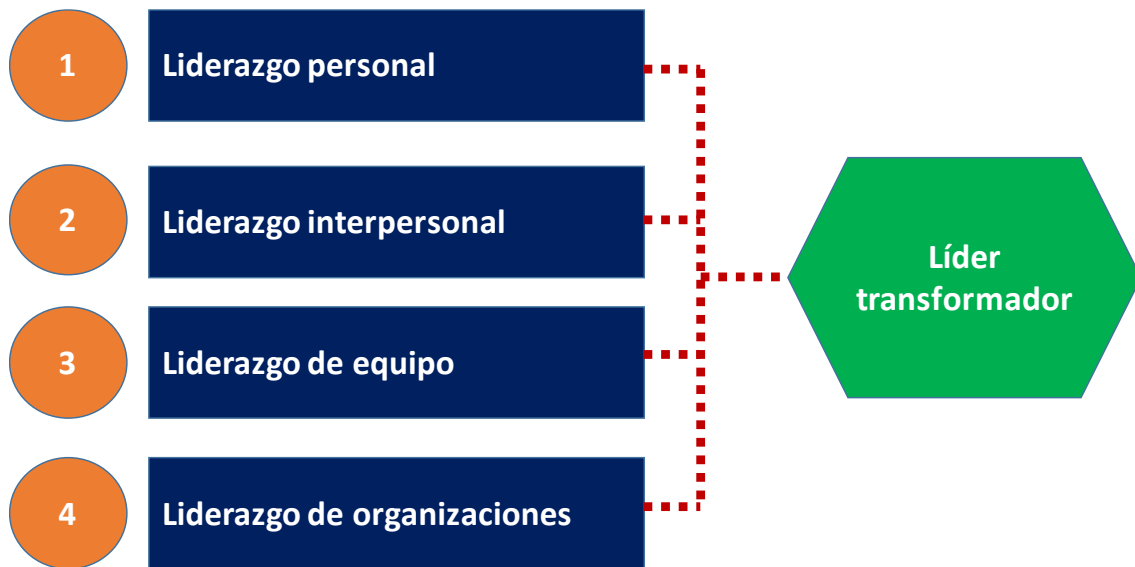 1
Liderazgo personal
2
Liderazgo interpersonal
3
Liderazgo de equipo
4
Liderazgo de organizaciones
Líder
transformador